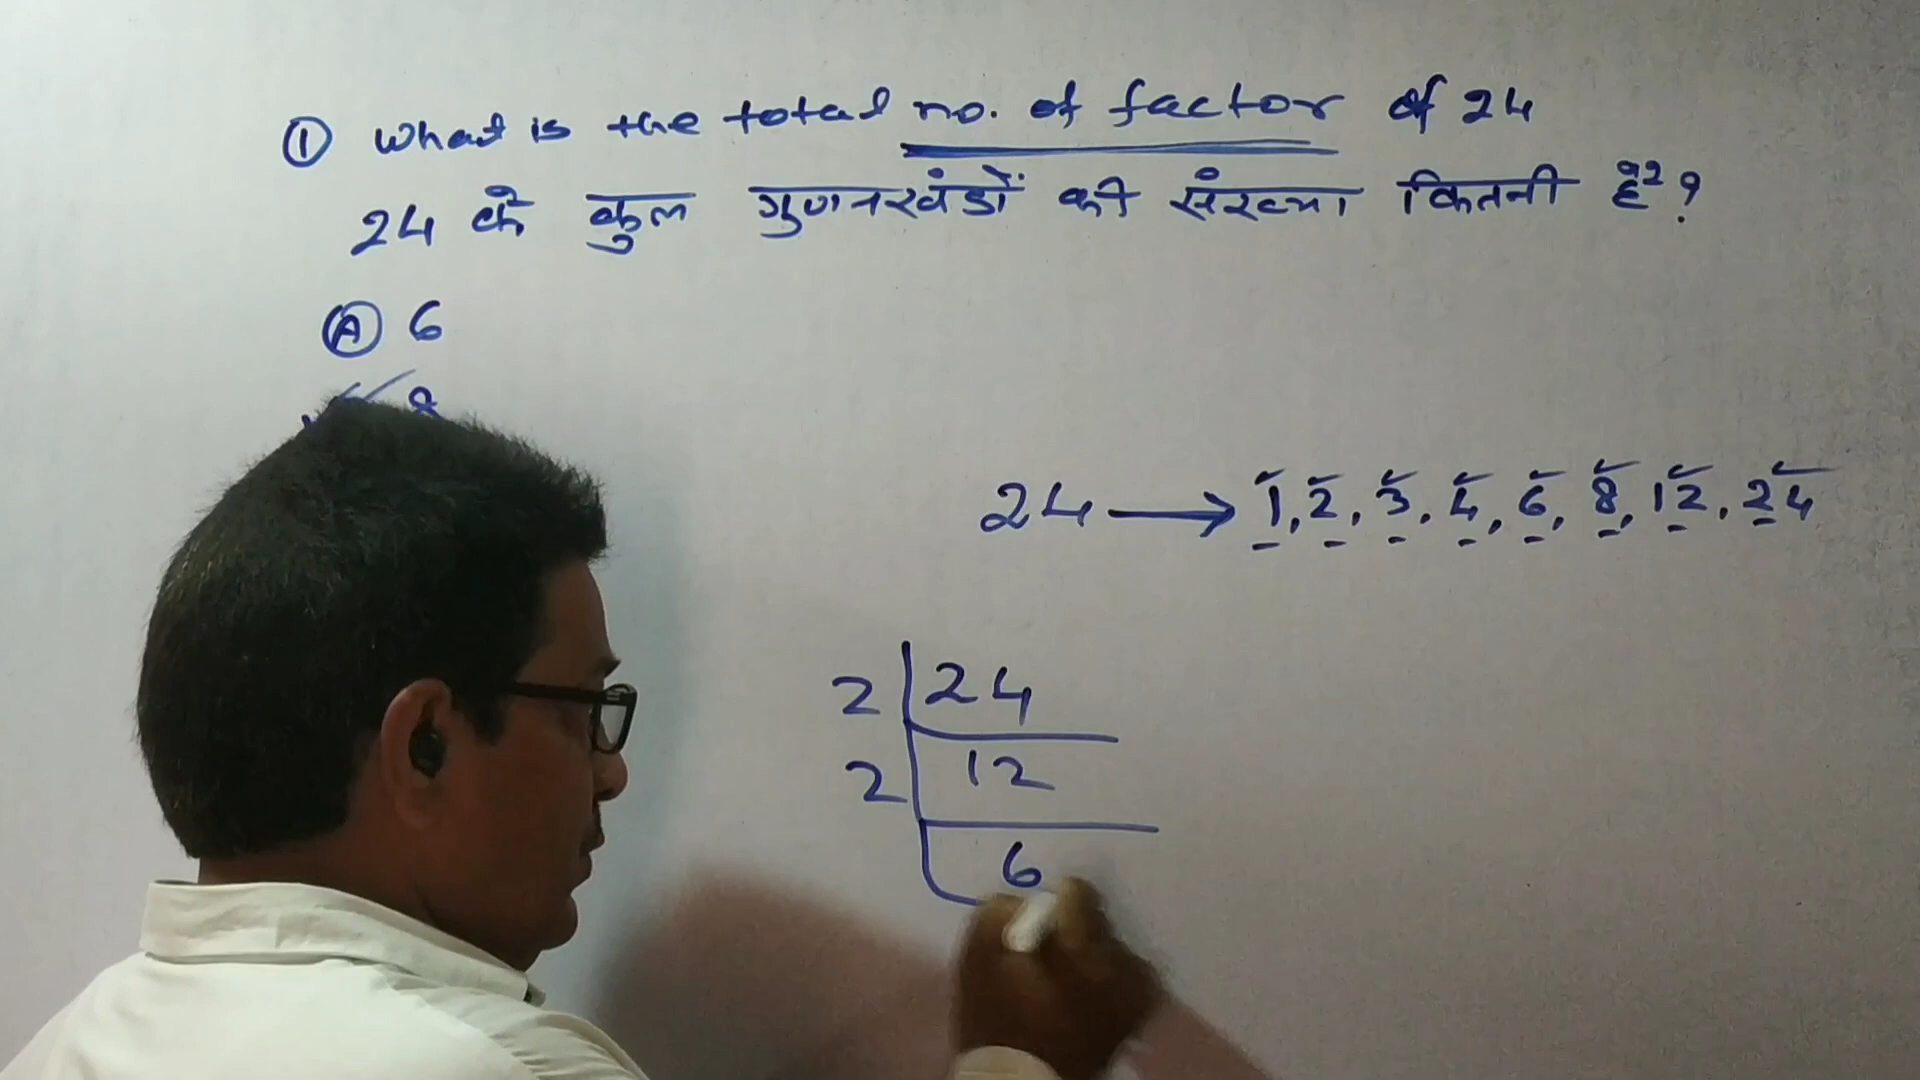 ① What is the total no. of factor of 24
24 के कुल गुणनखंडों की संख्या कितनी है ?
Ⓐ 6
8
24 → 1, 2, 3, 4, 6, 8, 12, 24
2 24
2 12
6